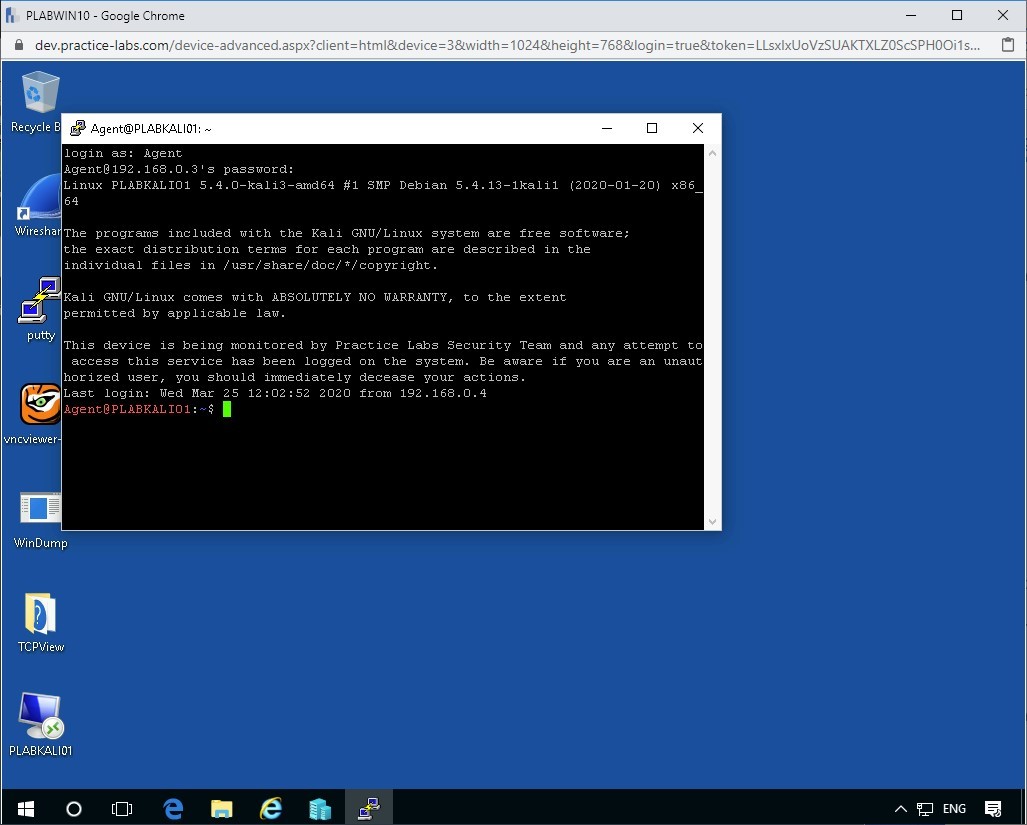 PLABWIN10 - Google Chrome
dev.practice-labs.com/device-advanced.aspx?client=html&device=3&width=1024&height=768&login=true&token=LLsxlxUoVzSUAKTXLZ0ScSPH0Oi1s...
Recycle B
Agent@PLABKALI01: ~
login as: Agent
Agent@192.168.0.3's password:
Linux PLABKALI01 5.4.0-kali3-amd64 #1 SMP Debian 5.4.13-1kali1 (2020-01-20) x86_
64
The programs included with the Kali GNU/Linux system are free software;
the exact distribution terms for each program are described in the
individual files in /usr/share/doc/*/copyright.
Kali GNU/Linux comes with ABSOLUTELY NO WARRANTY, to the extent
permitted by applicable law.
This device is being monitored by Practice Labs Security Team and any attempt to
access this service has been logged on the system. Be aware if you are an unaut
horized user, you should immediately decease your actions.
Last login: Wed Mar 25 12:02:52 2020 from 192.168.0.4
Agent@PLABKALI01:~$
Wireshar
putty
vncviewer-
WinDump
TCPView
PLABKALI01
ENG